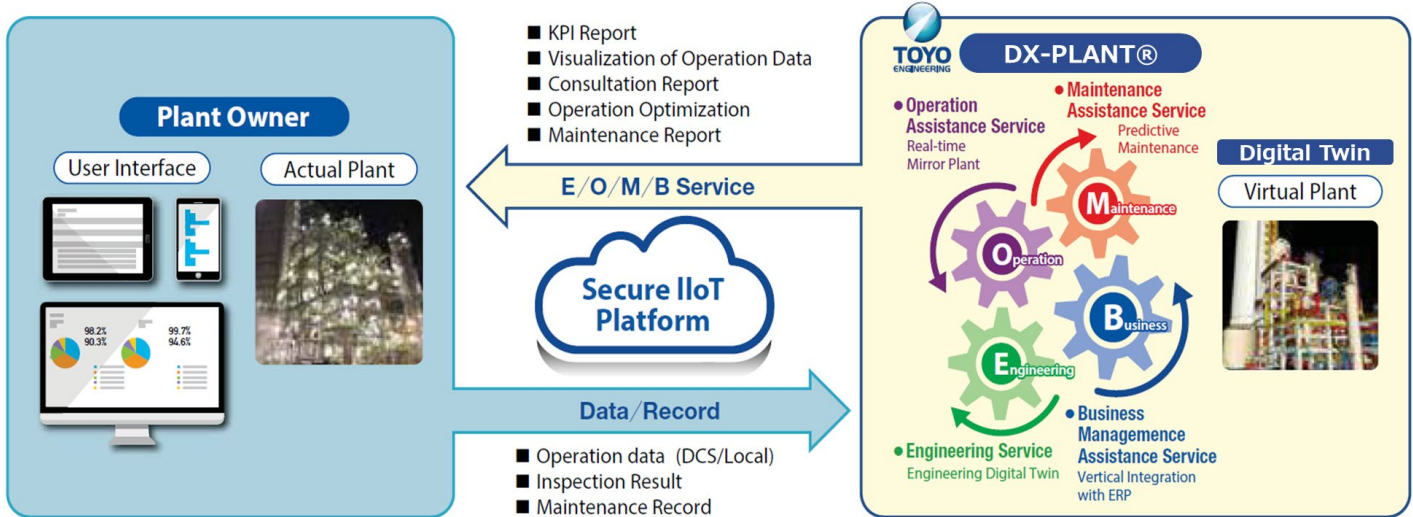 Plant Owner
User Interface
Actual Plant
98.2%
90.3%
99.7%
94.6%
■ KPI Report
■ Visualization of Operation Data
■ Consultation Report
■ Operation Optimization
■ Maintenance Report
E/O/M/B Service
Secure IIoT
Platform
Data/Record
■ Operation data (DCS/Local)
■ Inspection Result
■ Maintenance Record
TOYO
ENGINEERING
DX-PLANT®
● Operation
Assistance Service
Real-time
Mirror Plant
● Maintenance
Assistance Service
Predictive
Maintenance
Maintenance
Operation
Business
Engineering
● Engineering Service
Engineering Digital Twin
● Business
Managemence
Assistance Service
Vertical Integration
with ERP
Digital Twin
Virtual Plant